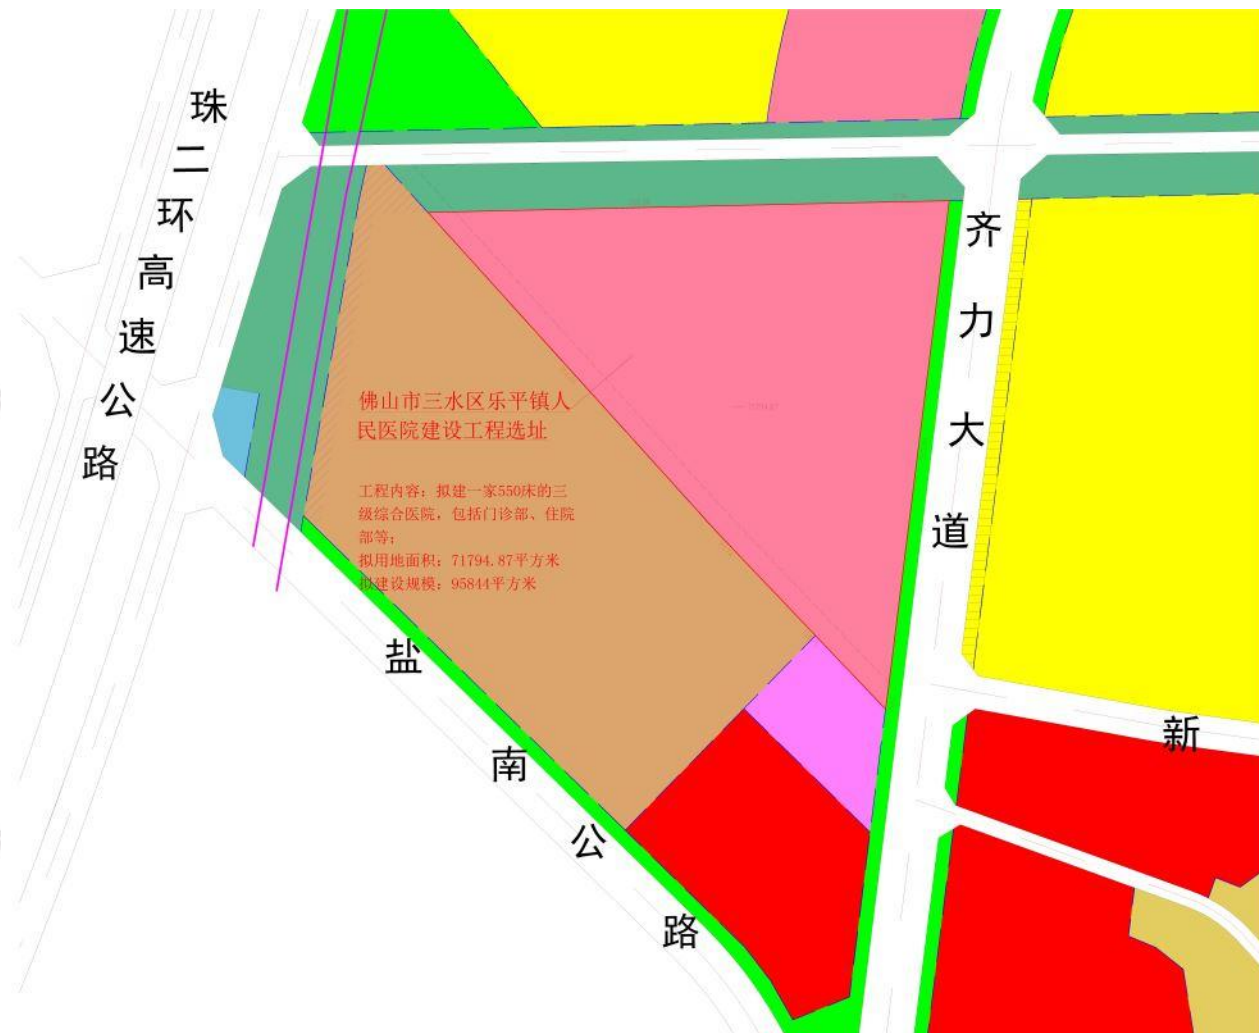 珠二环高速公路
齐力大道
佛山市三水区乐平镇人
民医院建设工程选址
工程内容：拟建一家550床的三
级综合医院，包括门诊部、住院
部等；
拟用地面积：71794.87平方米
拟建设规模：95844平方米
盐南公路
新